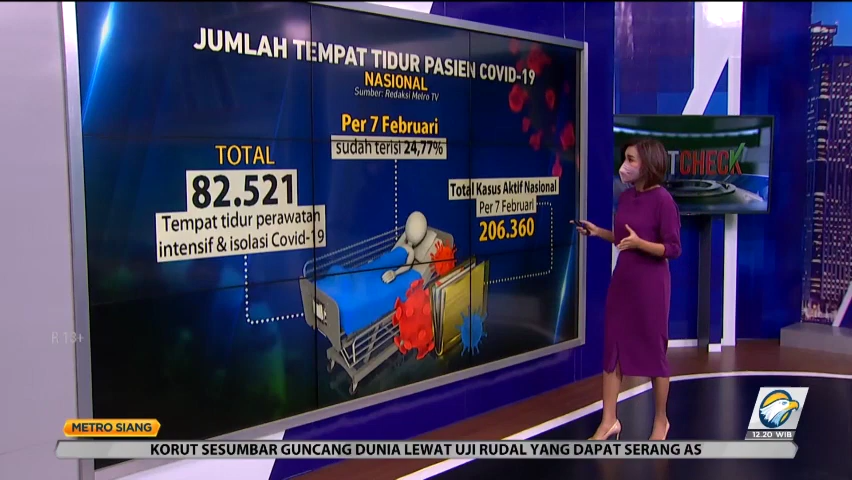 JUMLAH TEMPAT TIDUR PASIEN COVID-19
NASIONAL
Sumber: Redaksi Metro TV
Per 7 Februari
sudah terisi 24,77%
TOTAL
82.521
Tempat tidur perawatan
intensif & isolasi Covid-19
Total Kasus Aktif Nasional
Per 7 Februari
206.360
TCHECK
R 13+
METRO SIANG
12.20 WIB
KORUT SESUMBAR GUNCANG DUNIA LEWAT UJI RUDAL YANG DAPAT SERANG AS